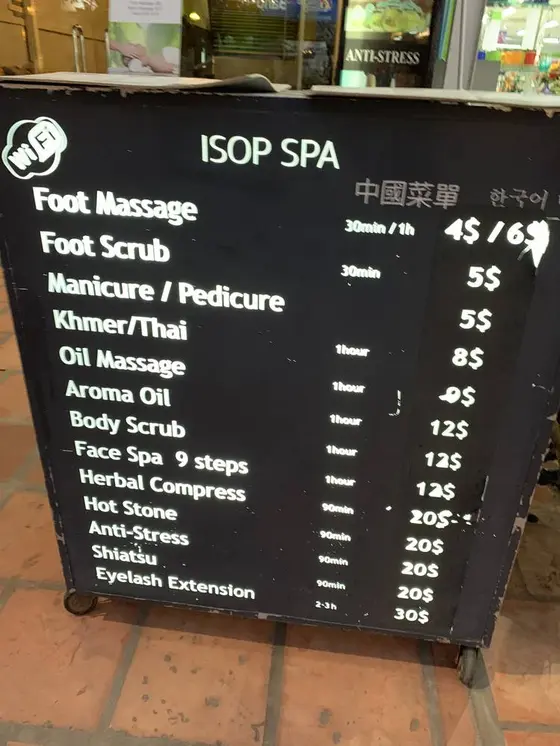 ANTI-STRESS
WiFi
ISOP SPA
中國菜單 한국어
Foot Massage 30min / 1h 4$ / 6$
Foot Scrub 30min 5$
Manicure / Pedicure 5$
Khmer/Thai 1hour 8$
Oil Massage 1hour 9$
Aroma Oil 1hour 12$
Body Scrub 1hour 12$
Face Spa 9 steps 1hour 12$
Herbal Compress 90min 20$
Hot Stone 90min 20$
Anti-Stress 90min 20$
Shiatsu 90min 20$
Eyelash Extension 2-3h 30$